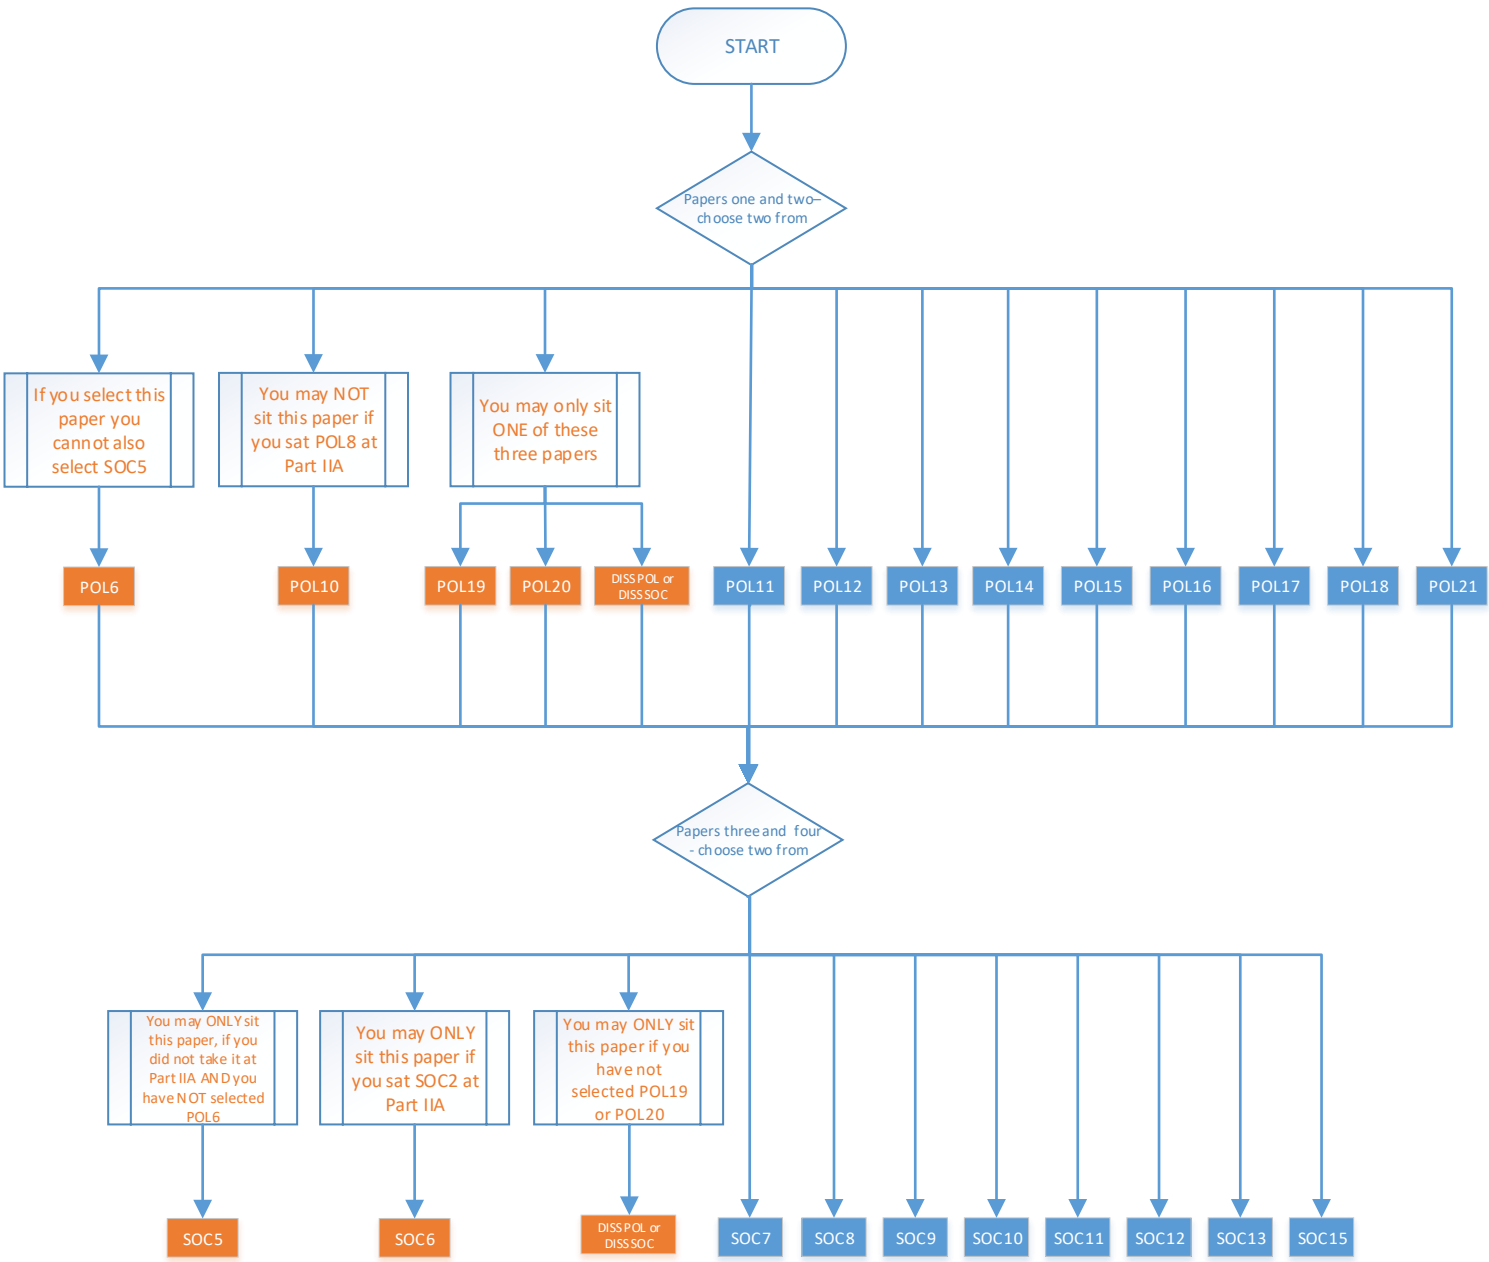 START
Papers one and two–
choose two from
If you select this
paper you
cannot also
select SOC5
You may NOT
sit this paper if
you sat POL8 at
Part IIA
You may only sit
ONE of these
three papers
POL6
POL10
POL19
POL20
DISS POL or
DISS SOC
POL11
POL12
POL13
POL14
POL15
POL16
POL17
POL18
POL21
Papers three and four
- choose two from
You may ONLY sit
this paper, if you
did not take it at
Part IIA AND you
have NOT selected
POL6
You may ONLY
sit this paper if
you sat SOC2 at
Part IIA
You may ONLY sit
this paper if you
have not
selected POL19
or POL20
SOC5
SOC6
DISS POL or
DISS SOC
SOC7
SOC8
SOC9
SOC10
SOC11
SOC12
SOC13
SOC15